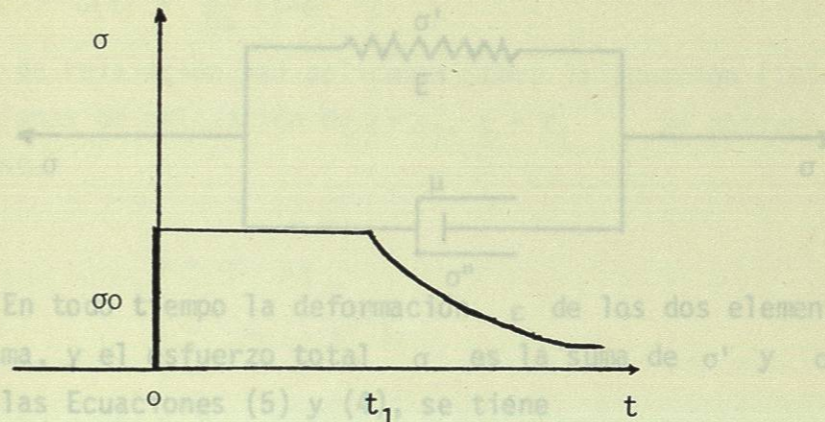 σ
σ'
E
σ
σ
μ
σ"
σo
En todo tiempo la deformación ε de los dos elemen
ma, y el esfuerzo total σ es la suma de σ' y σ
las Ecuaciones (5) y (4), se tiene
o
t₁
t